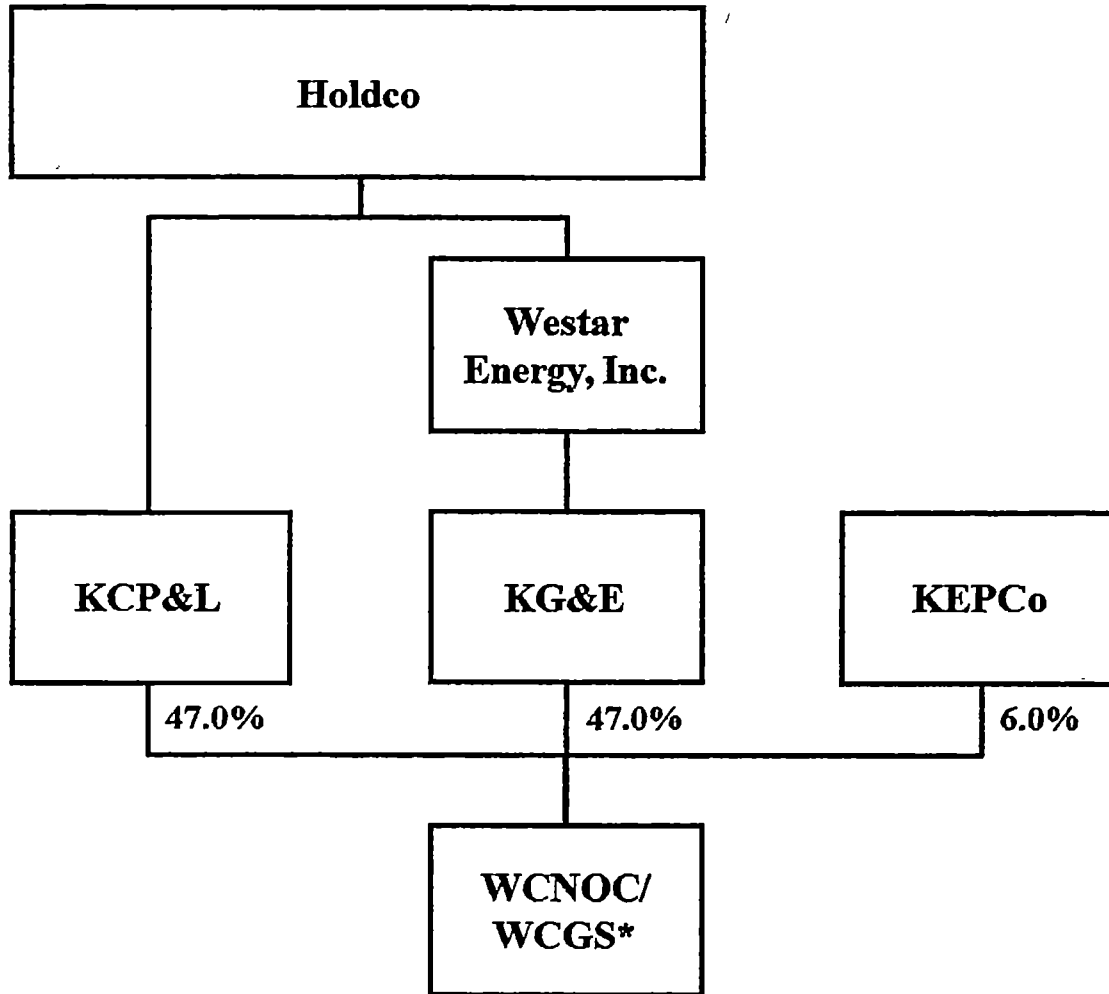 Holdco
Westar
Energy, Inc.
KCP&L
KG&E
KEPCo
47.0%
47.0%
6.0%
WCNOC/
WCGS*